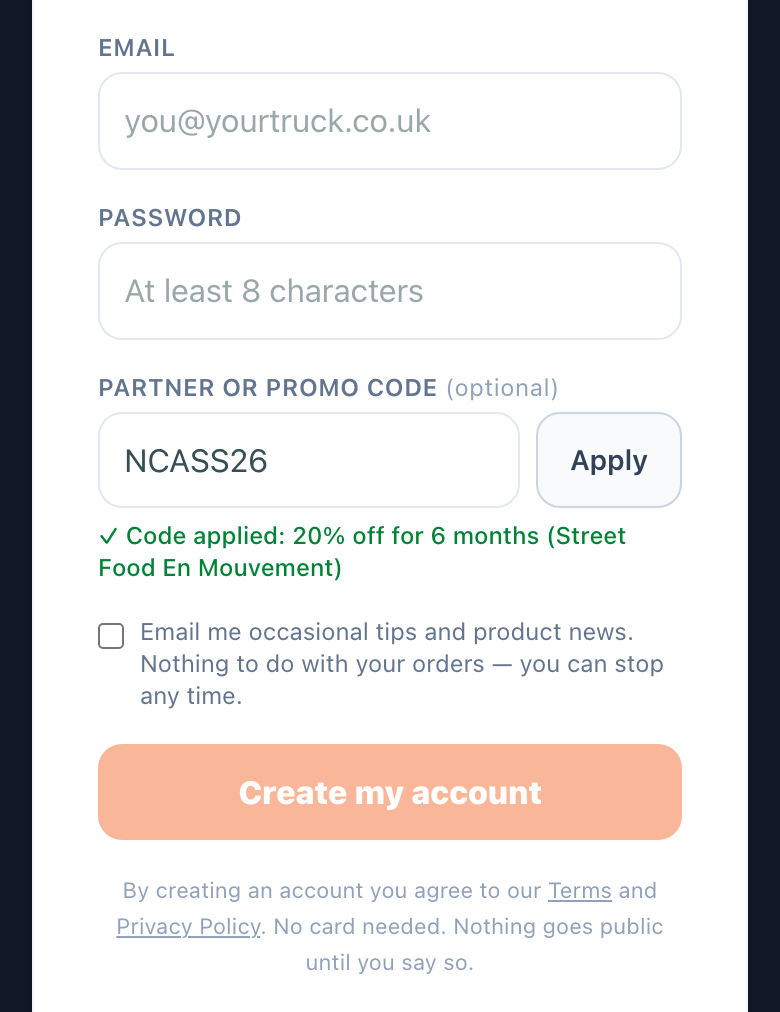 EMAIL
you@yourtruck.co.uk
PASSWORD
At least 8 characters
PARTNER OR PROMO CODE (optional)
NCASS26
Apply
✓ Code applied: 20% off for 6 months (Street
Food En Mouvement)
Email me occasional tips and product news.
Nothing to do with your orders — you can stop
any time.
Create my account
By creating an account you agree to our Terms and
Privacy Policy. No card needed. Nothing goes public
until you say so.